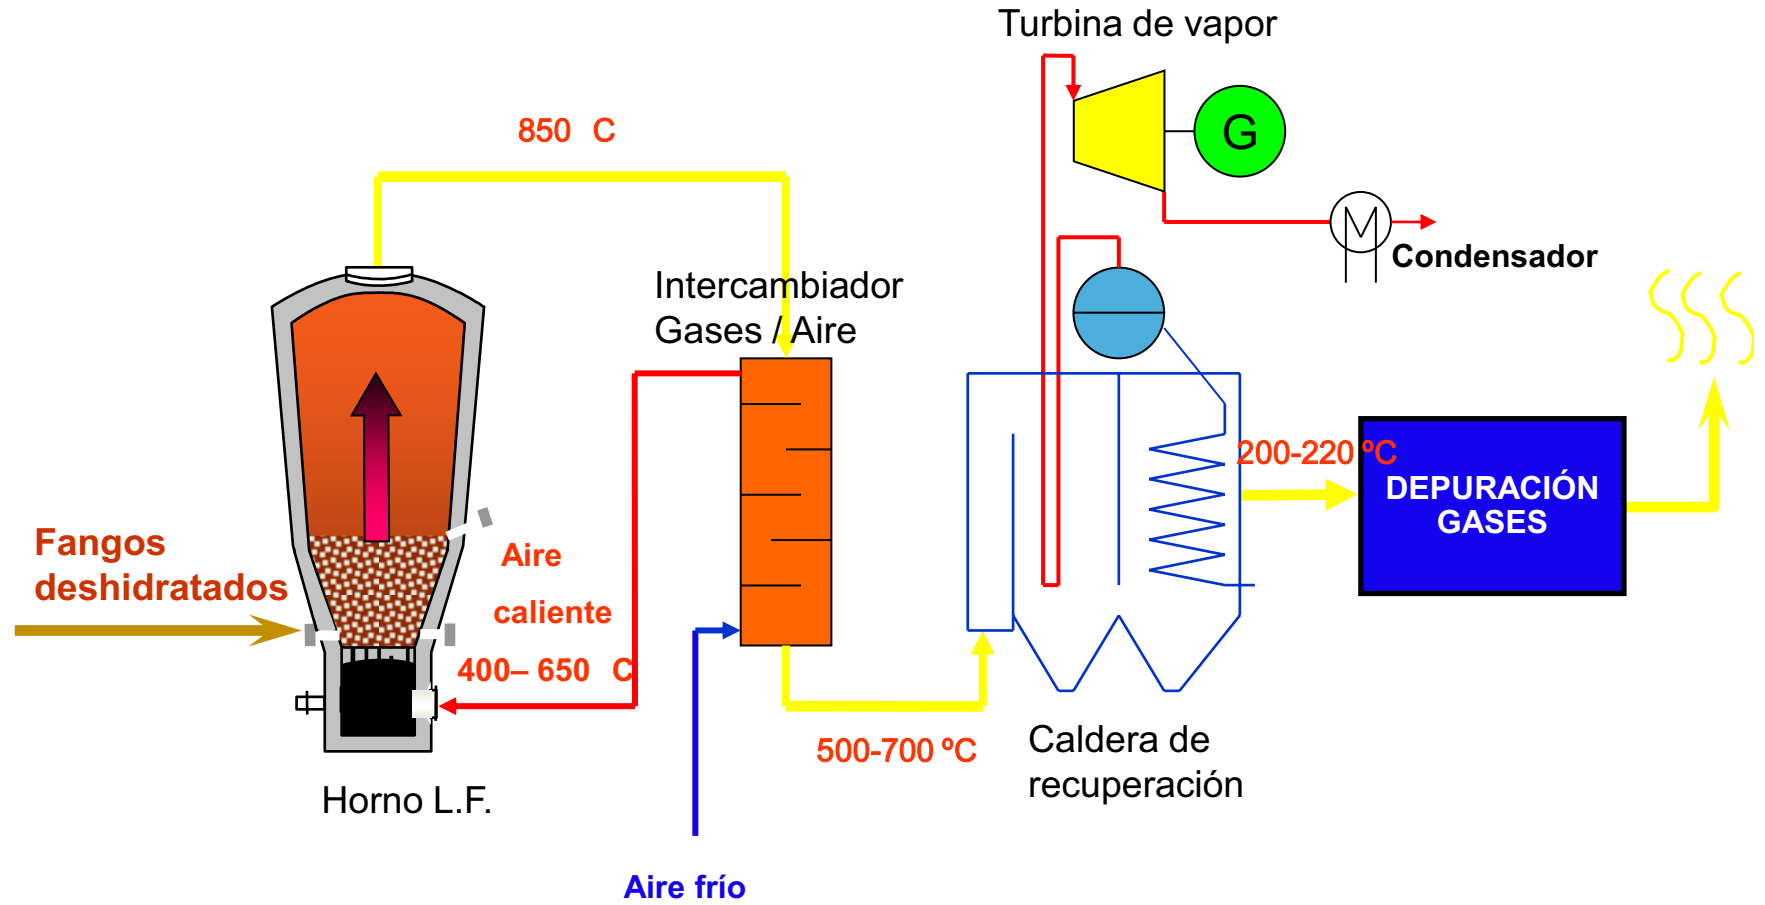 Turbina de vapor
850 C
G
Condensador
Intercambiador
Gases / Aire
200-220 ºC
DEPURACIÓN
GASES
Fangos
deshidratados
Aire
caliente
400– 650 C
500-700 ºC
Caldera de
recuperación
Horno L.F.
Aire frío